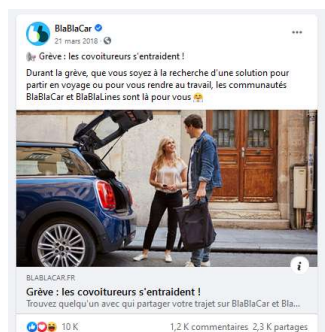 BlaBlaCar
21 mars 2018 ·
Grève : les covoitureurs s'entraident !
Durant la grève, que vous soyez à la recherche d'une solution pour
partir en voyage ou pour vous rendre au travail, les communautés
BlaBlaCar et BlaBlaLines sont là pour vous
BLABLACAR.FR
Grève : les covoitureurs s'entraident !
Trouvez quelqu'un avec qui partager votre trajet sur BlaBlaCar et Bla...
10 K
1,2 K commentaires 2,3 K partages